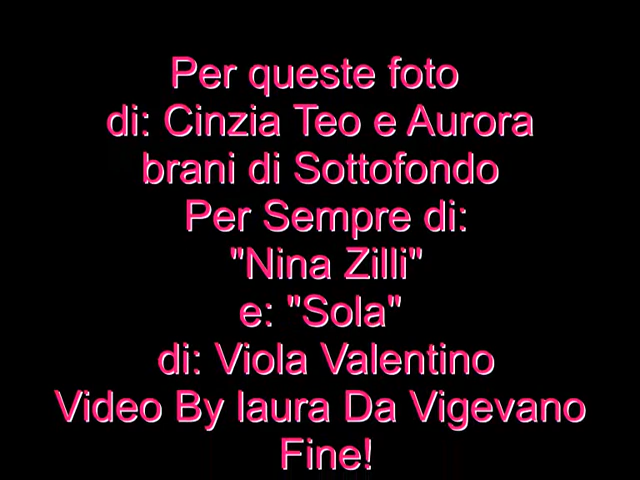 Per queste foto
di: Cinzia Teo e Aurora
brani di Sottofondo
Per Sempre di:
"Nina Zilli"
e: "Sola"
di: Viola Valentino
Video By laura Da Vigevano
Fine!